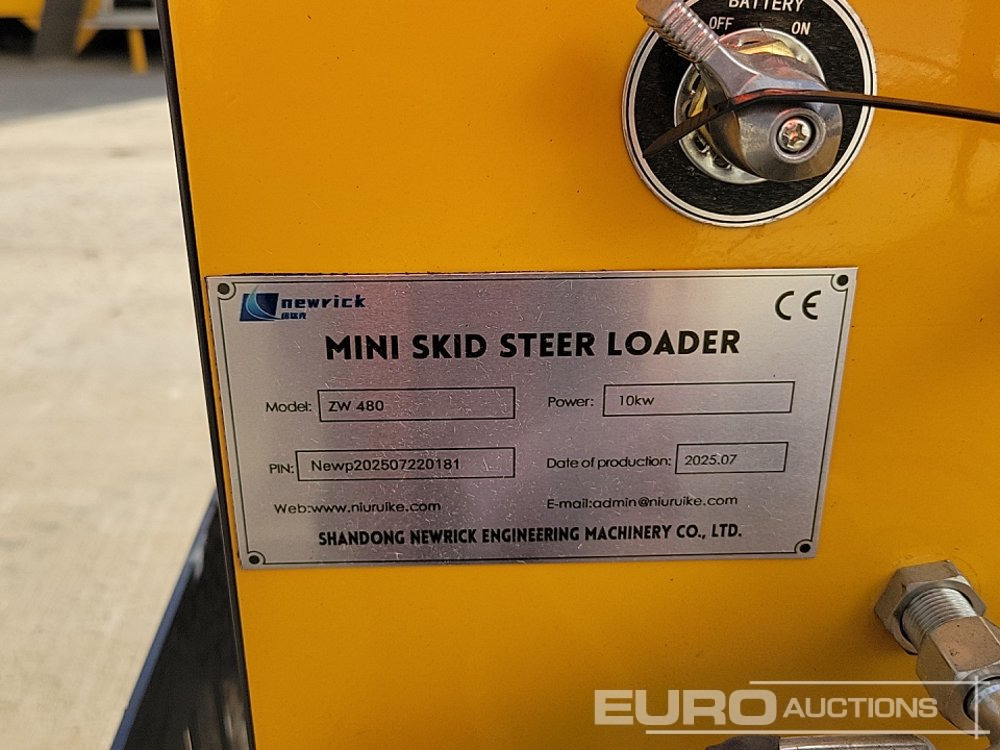 BATTERY
OFF ON
newrick
CE
MINI SKID STEER LOADER
Model: ZW 480
Power: 10kw
PIN: Newp202507220181
Date of production: 2025.07
Web:www.niuruike.com
E-mail:admin@niuruike.com
SHANDONG NEWRICK ENGINEERING MACHINERY CO., LTD.
EURO AUCTIONS